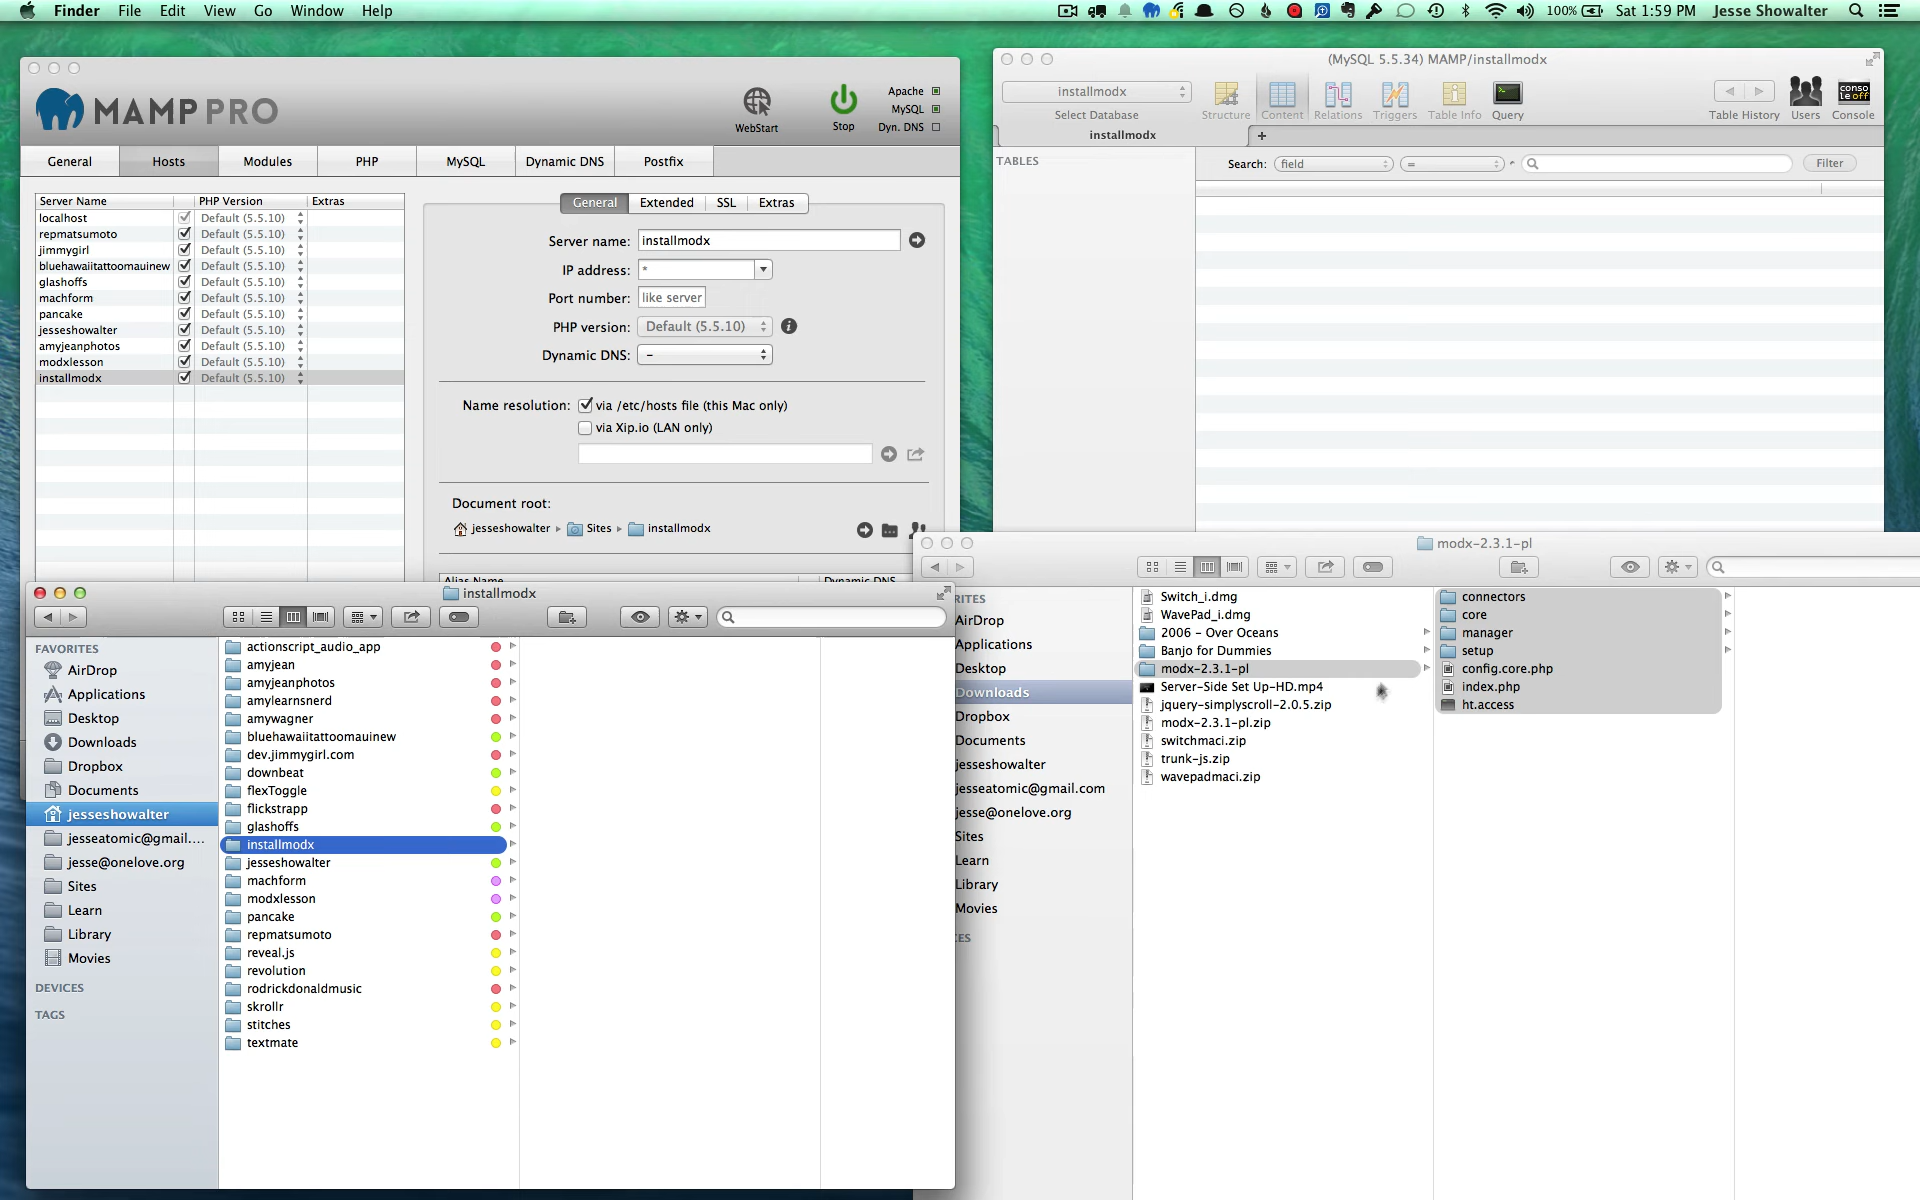 Finder File Edit View Go Window Help
100% Sat 1:59 PM Jesse Showalter
MAMP PRO
WebStart
Stop
Apache
MySQL
Dyn. DNS
General Hosts Modules PHP MySQL Dynamic DNS Postfix
Server Name PHP Version Extras
localhost Default (5.5.10)
repmatsumoto Default (5.5.10)
jimmygirl Default (5.5.10)
bluehawaiitattoomauinew Default (5.5.10)
glashoffs Default (5.5.10)
machform Default (5.5.10)
pancake Default (5.5.10)
jesseshowalter Default (5.5.10)
amyjeanphotos Default (5.5.10)
modxlesson Default (5.5.10)
installmodx Default (5.5.10)
General Extended SSL Extras
Server name: installmodx
IP address: *
Port number: like server
PHP version: Default (5.5.10)
Dynamic DNS: –
Name resolution: via /etc/hosts file (this Mac only)
via Xip.io (LAN only)
Document root:
jesseshowalter Sites installmodx
Alias Name Dynamic DNS
(MySQL 5.5.34) MAMP/installmodx
installmodx
Select Database
Structure Content Relations Triggers Table Info Query
Table History Users Console
conso
le off
installmodx +
TABLES
Search: field = Filter
installmodx
FAVORITES
AirDrop
Applications
Desktop
Downloads
Dropbox
Documents
jesseshowalter
jesseatomic@gmail....
jesse@onelove.org
Sites
Learn
Library
Movies
DEVICES
TAGS
actionscript_audio_app
amyjean
amyjeanphotos
amylearnsnerd
amywagner
bluehawaiitattoomauinew
dev.jimmygirl.com
downbeat
flexToggle
flickstrapp
glashoffs
installmodx
jesseshowalter
machform
modxlesson
pancake
repmatsumoto
reveal.js
revolution
rodrickdonaldmusic
skrollr
stitches
textmate
modx-2.3.1-pl
RITES
AirDrop
Applications
Desktop
Downloads
Dropbox
Documents
jesseshowalter
jesseatomic@gmail.com
jesse@onelove.org
Sites
Learn
Library
Movies
CES
Switch_i.dmg
WavePad_i.dmg
2006 – Over Oceans
Banjo for Dummies
modx-2.3.1-pl
Server-Side Set Up-HD.mp4
jquery-simplyscroll-2.0.5.zip
modx-2.3.1-pl.zip
switchmaci.zip
trunk-js.zip
wavepadmaci.zip
connectors
core
manager
setup
config.core.php
index.php
ht.access